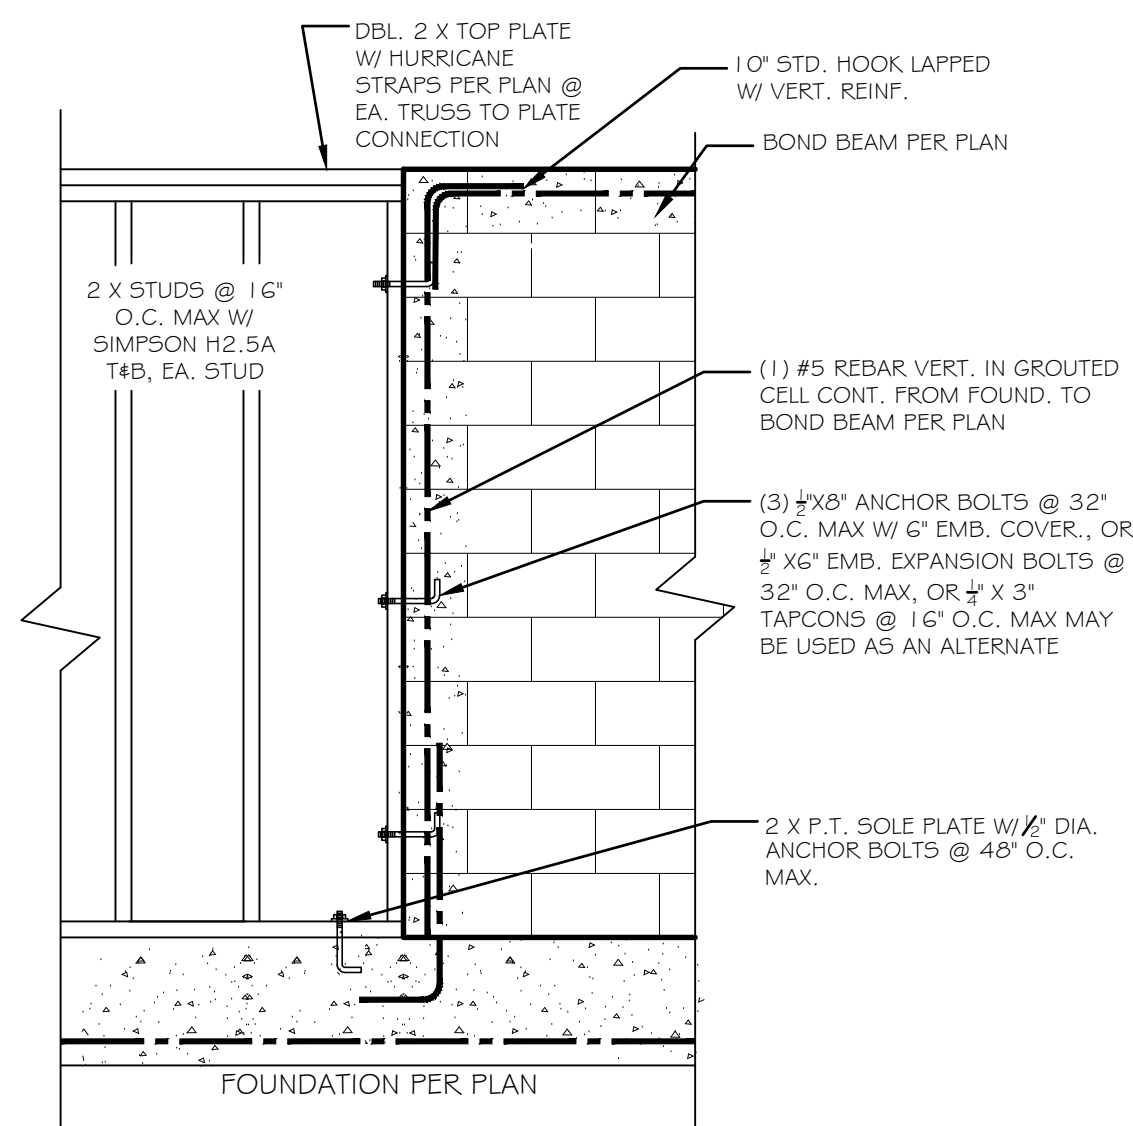 DBL. 2 X TOP PLATE
W/ HURRICANE
STRAPS PER PLAN @
EA. TRUSS TO PLATE
CONNECTION
10" STD. HOOK LAPPED
W/ VERT. REINF.
BOND BEAM PER PLAN
2 X STUDS @ 16"
O.C. MAX W/
SIMPSON H2.5A
T&B, EA. STUD
(1) #5 REBAR VERT. IN GROUTED
CELL CONT. FROM FOUND. TO
BOND BEAM PER PLAN
(3) 1/2"X8" ANCHOR BOLTS @ 32"
O.C. MAX W/ 6" EMB. COVER., OR
1/2" X6" EMB. EXPANSION BOLTS @
32" O.C. MAX, OR 1/4" X 3"
TAPCONS @ 16" O.C. MAX MAY
BE USED AS AN ALTERNATE
2 X P.T. SOLE PLATE W/ 1/2" DIA.
ANCHOR BOLTS @ 48" O.C.
MAX.
FOUNDATION PER PLAN